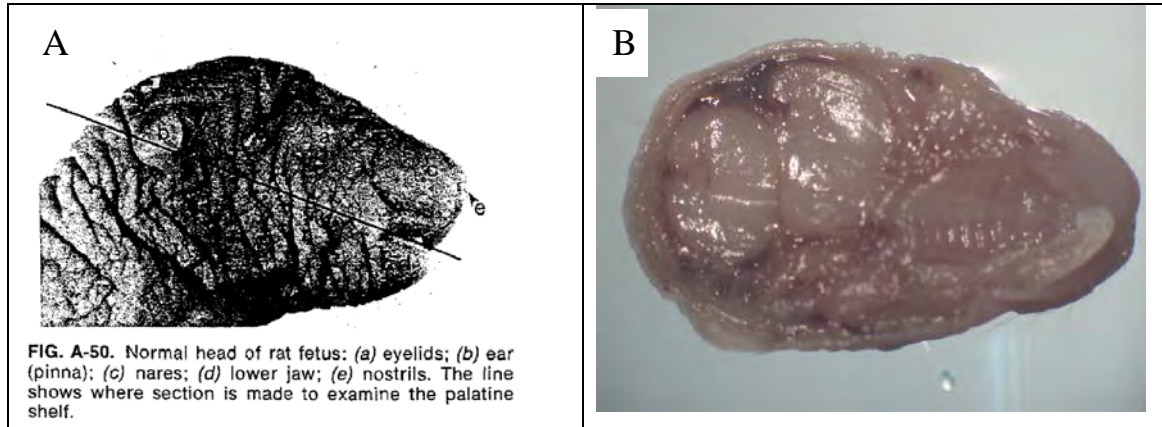 A
B
b
c
e
FIG. A-50. Normal head of rat fetus: (a) eyelids; (b) ear
(pinna); (c) nares; (d) lower jaw; (e) nostrils. The line
shows where section is made to examine the palatine
shelf.